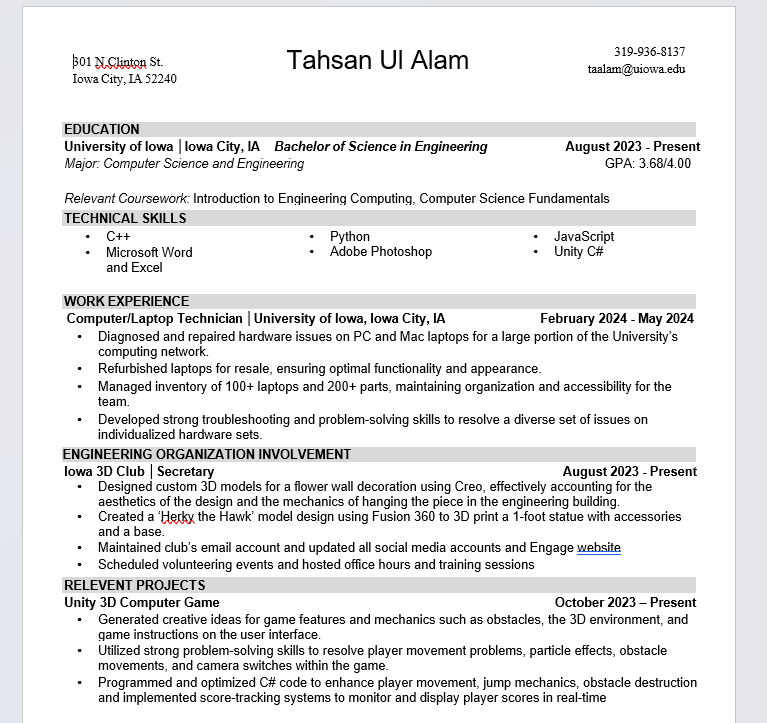 301 N.Clinton St.
Iowa City, IA 52240
Tahsan Ul Alam
319-936-8137
taalam@uiowa.edu
EDUCATION
University of Iowa | Iowa City, IA Bachelor of Science in Engineering August 2023 - Present
Major: Computer Science and Engineering GPA: 3.68/4.00
Relevant Coursework: Introduction to Engineering Computing, Computer Science Fundamentals
TECHNICAL SKILLS
• C++ • Python • JavaScript
• Microsoft Word • Adobe Photoshop • Unity C#
and Excel
WORK EXPERIENCE
Computer/Laptop Technician | University of Iowa, Iowa City, IA February 2024 - May 2024
• Diagnosed and repaired hardware issues on PC and Mac laptops for a large portion of the University’s
computing network.
• Refurbished laptops for resale, ensuring optimal functionality and appearance.
• Managed inventory of 100+ laptops and 200+ parts, maintaining organization and accessibility for the
team.
• Developed strong troubleshooting and problem-solving skills to resolve a diverse set of issues on
individualized hardware sets.
ENGINEERING ORGANIZATION INVOLVEMENT
Iowa 3D Club | Secretary August 2023 - Present
• Designed custom 3D models for a flower wall decoration using Creo, effectively accounting for the
aesthetics of the design and the mechanics of hanging the piece in the engineering building.
• Created a ‘Herky the Hawk’ model design using Fusion 360 to 3D print a 1-foot statue with accessories
and a base.
• Maintained club’s email account and updated all social media accounts and Engage website
• Scheduled volunteering events and hosted office hours and training sessions
RELEVENT PROJECTS
Unity 3D Computer Game October 2023 – Present
• Generated creative ideas for game features and mechanics such as obstacles, the 3D environment, and
game instructions on the user interface.
• Utilized strong problem-solving skills to resolve player movement problems, particle effects, obstacle
movements, and camera switches within the game.
• Programmed and optimized C# code to enhance player movement, jump mechanics, obstacle destruction
and implemented score-tracking systems to monitor and display player scores in real-time